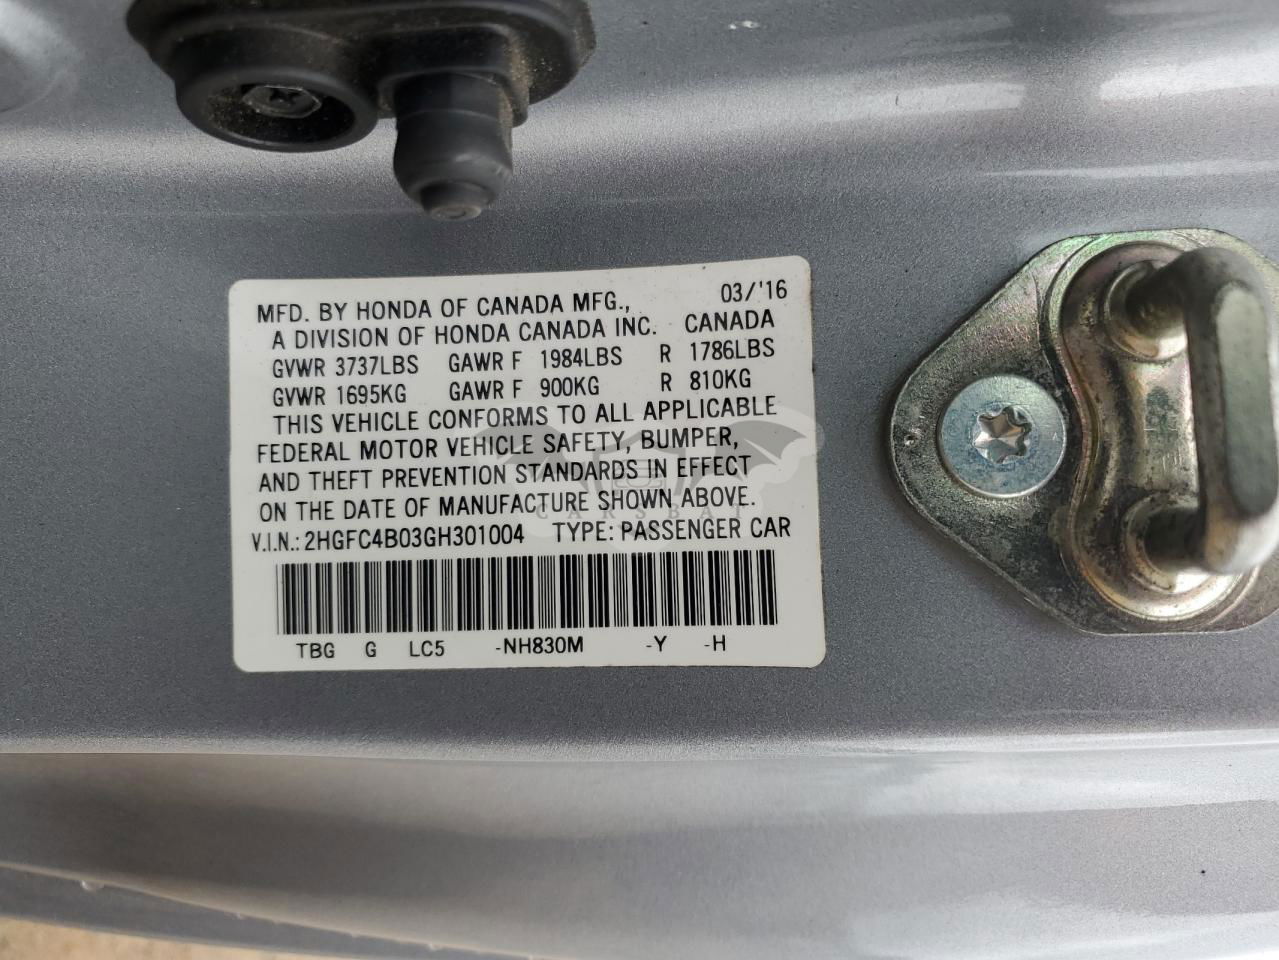 MFD. BY HONDA OF CANADA MFG., 03/'16
A DIVISION OF HONDA CANADA INC. CANADA
GVWR 3737LBS GAWR F 1984LBS R 1786LBS
GVWR 1695KG GAWR F 900KG R 810KG
THIS VEHICLE CONFORMS TO ALL APPLICABLE
FEDERAL MOTOR VEHICLE SAFETY, BUMPER,
AND THEFT PREVENTION STANDARDS IN EFFECT
ON THE DATE OF MANUFACTURE SHOWN ABOVE.
CARSBAT
V.I.N.: 2HGFC4B03GH301004 TYPE: PASSENGER CAR
TBG G LC5 -NH830M -Y -H